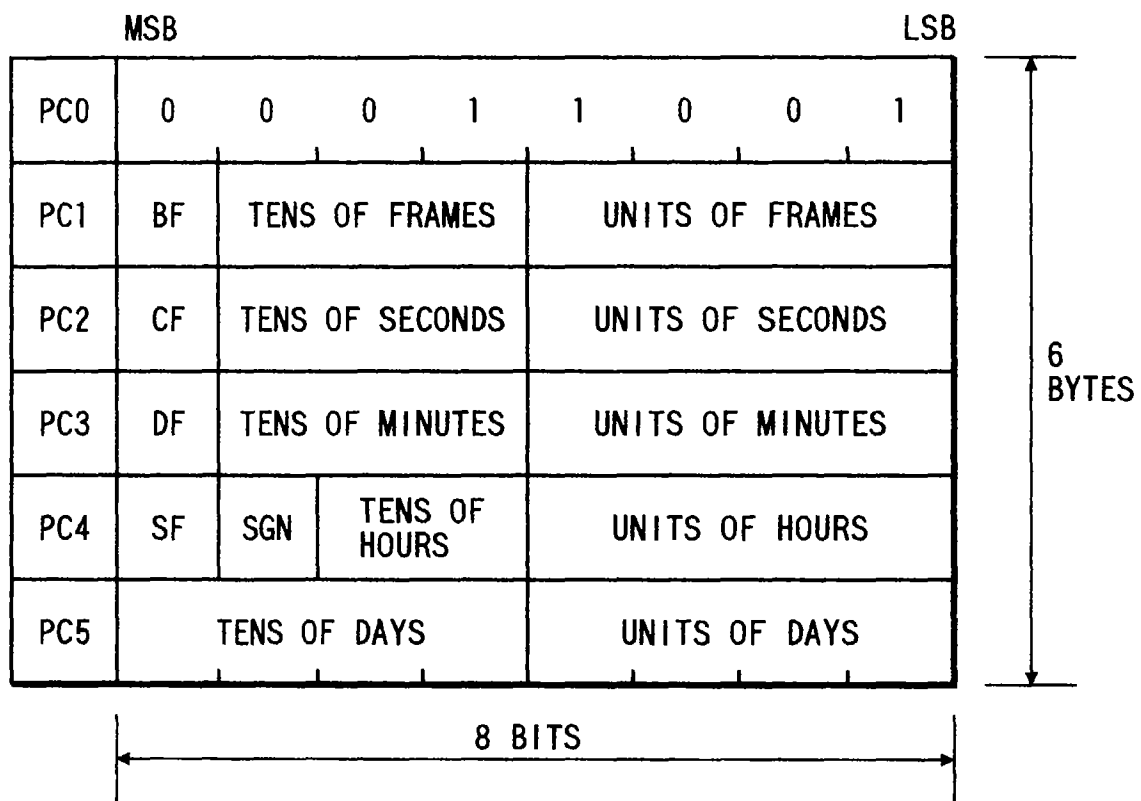 MSB LSB
PC0 0 0 0 1 1 0 0 1
PC1 BF TENS OF FRAMES UNITS OF FRAMES
PC2 CF TENS OF SECONDS UNITS OF SECONDS
PC3 DF TENS OF MINUTES UNITS OF MINUTES
PC4 SF SGN TENS OF HOURS UNITS OF HOURS
PC5 TENS OF DAYS UNITS OF DAYS
6 BYTES
8 BITS